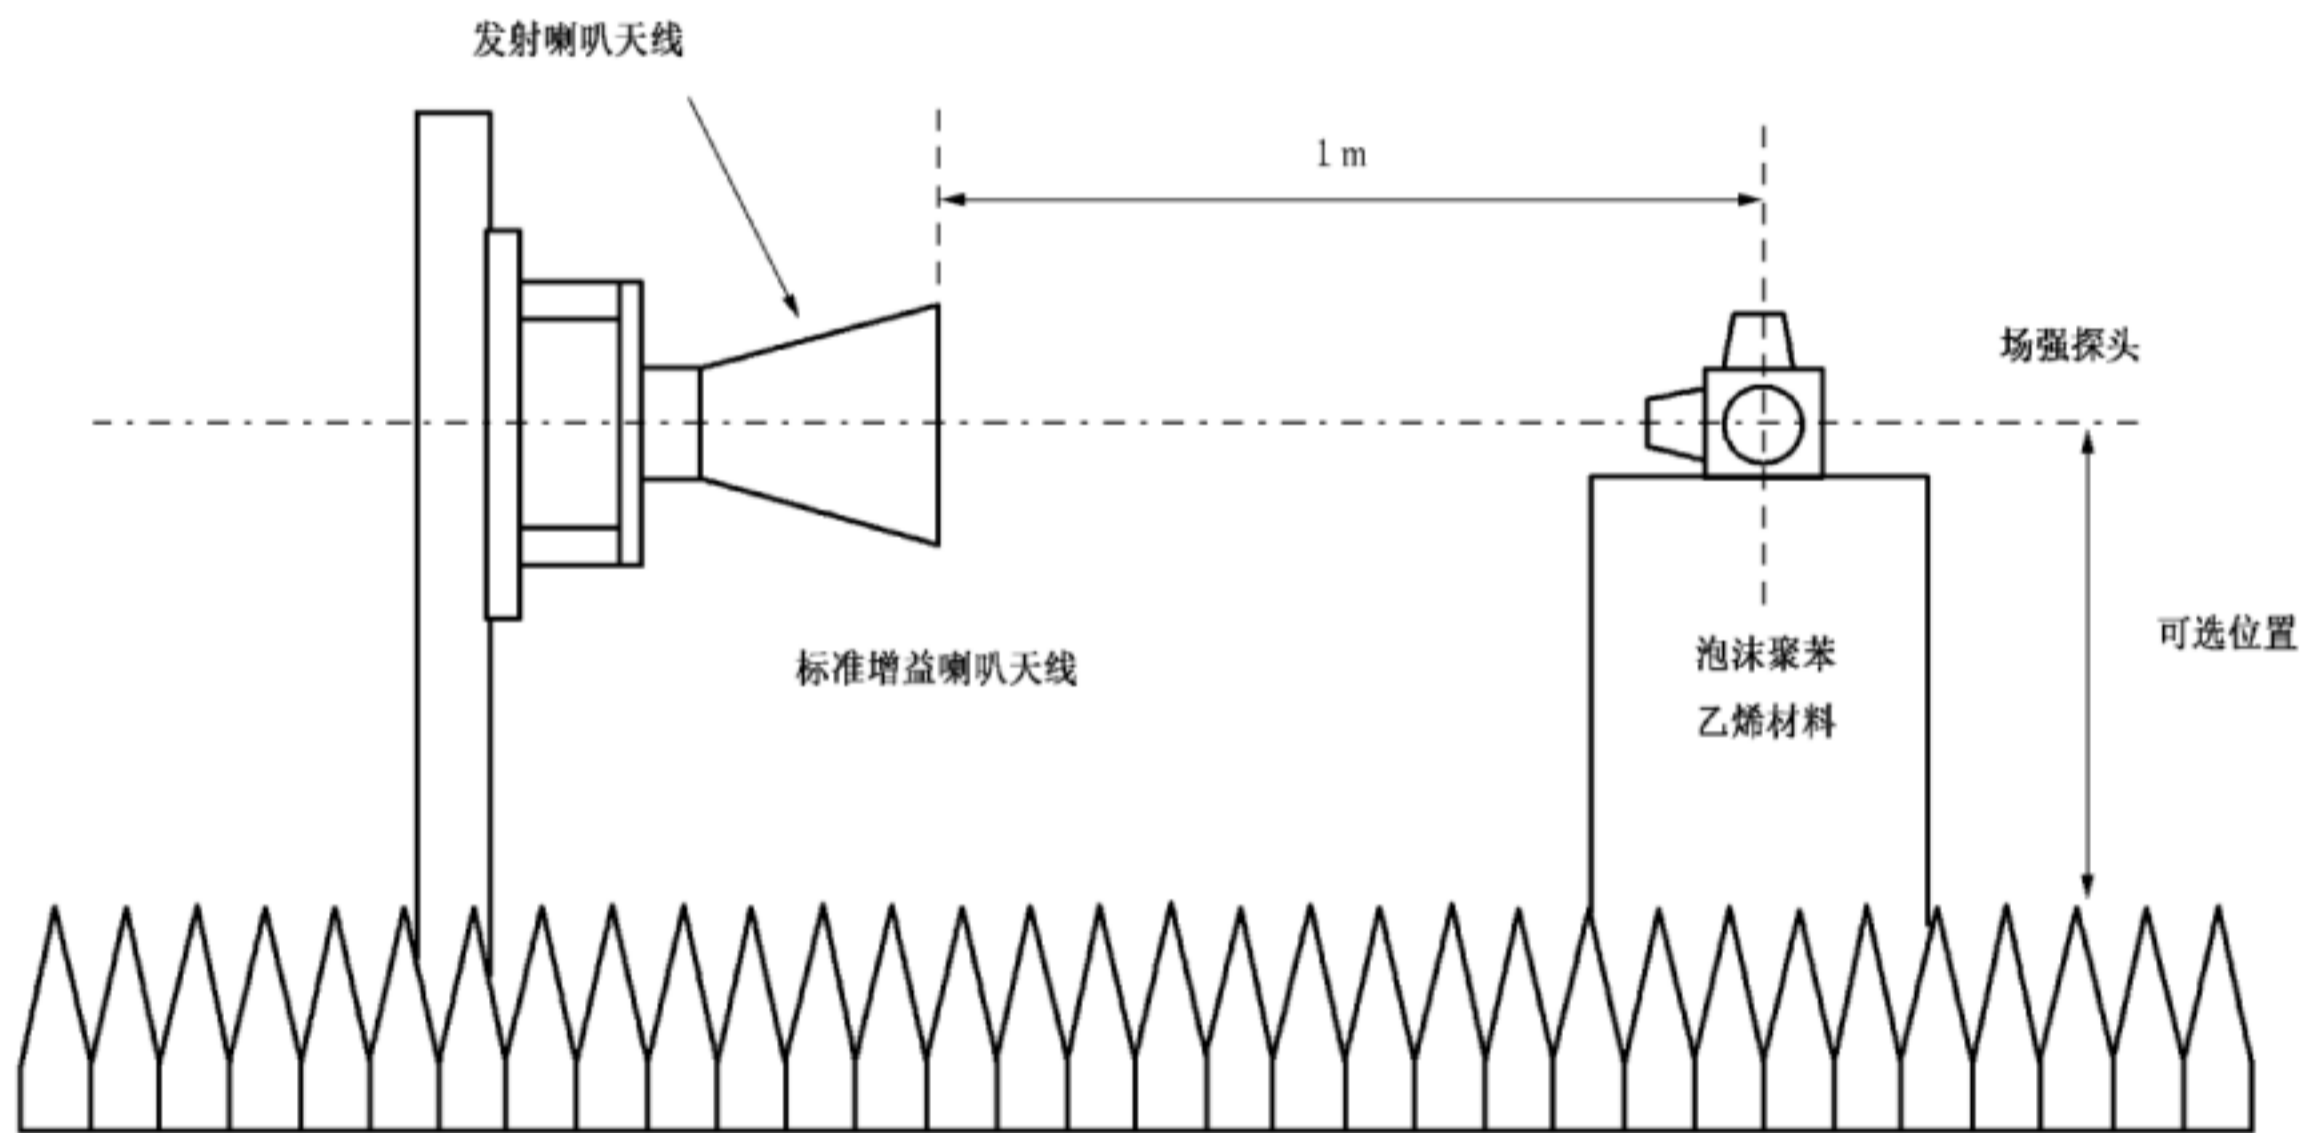 发射喇叭天线
1 m
场强探头
可选位置
标准增益喇叭天线
泡沫聚苯
乙烯材料